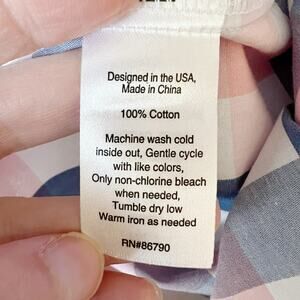 Designed in the USA,
Made in China
100% Cotton
Machine wash cold
inside out, Gentle cycle
with like colors,
Only non-chlorine bleach
when needed,
Tumble dry low
Warm iron as needed
RN#86790